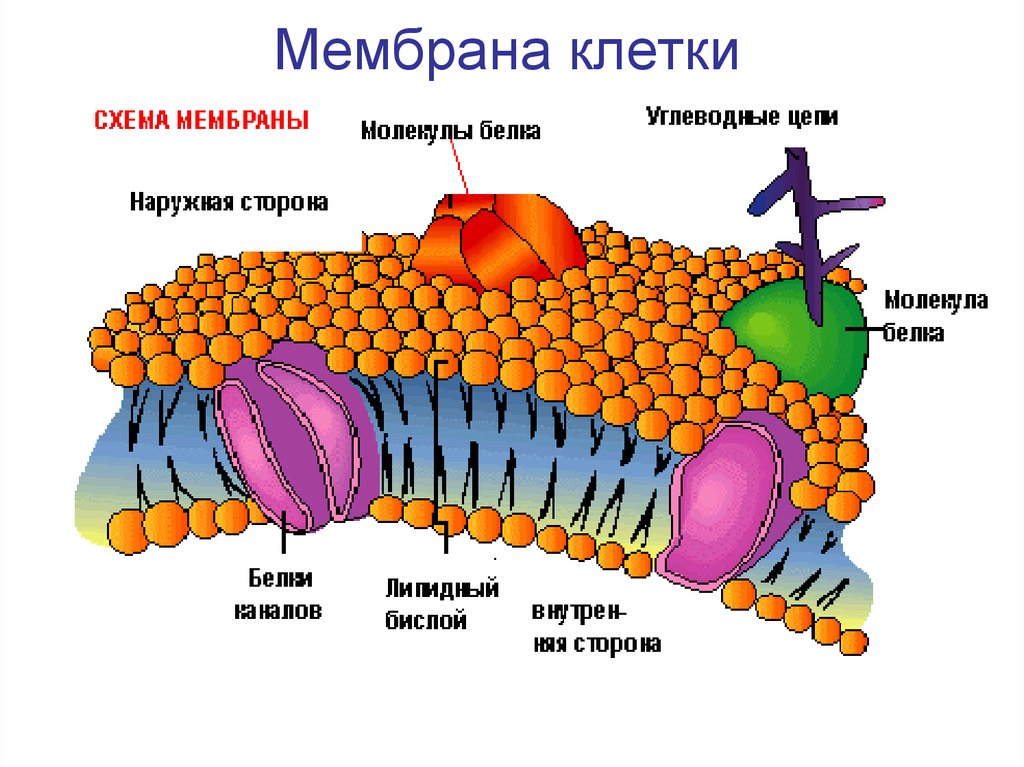 Мембрана клетки
СХЕМА МЕМБРАНЫ
Молекулы белка
Углеводные цепи
Наружная сторона
Молекула
белка
Белки
каналов
Липидный
бислой
внутрен-
няя сторона